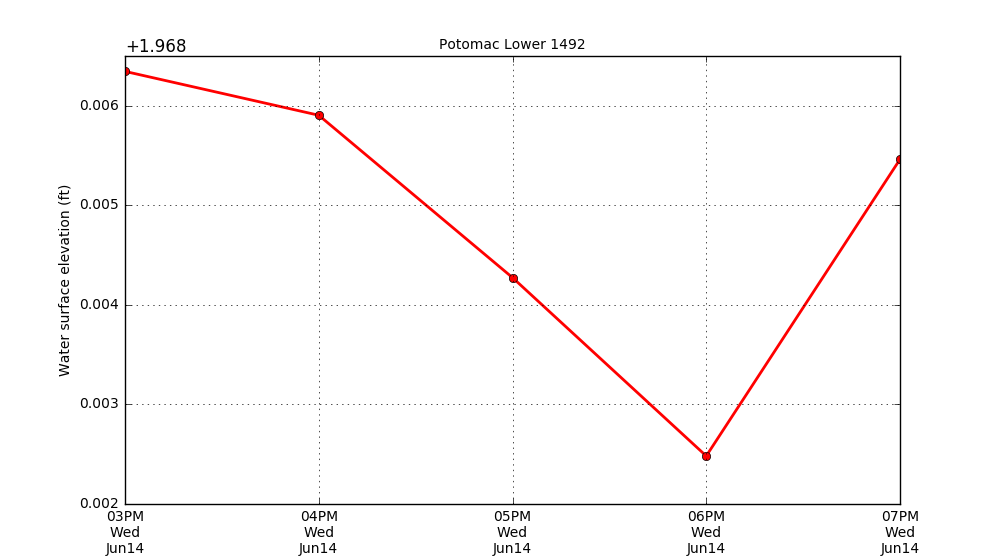 +1.968
Potomac Lower 1492
Water surface elevation (ft)
0.006
0.005
0.004
0.003
0.002
03PM 04PM 05PM 06PM 07PM
Wed Wed Wed Wed Wed
Jun14 Jun14 Jun14 Jun14 Jun14